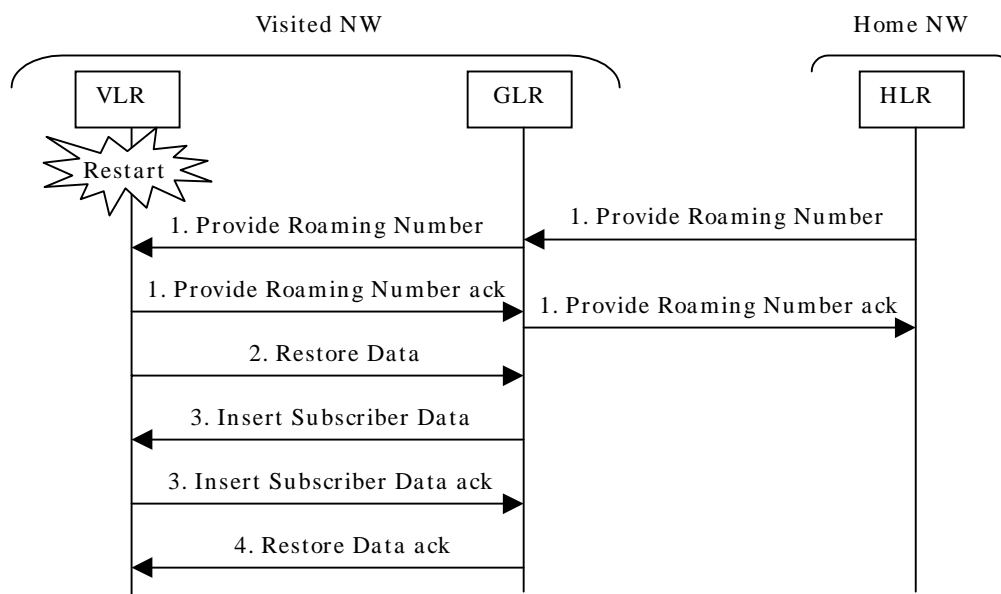 Visited NW
Home NW
VLR
GLR
HLR
Restart
1. Provide Roaming Number
1. Provide Roaming Number
1. Provide Roaming Number ack
1. Provide Roaming Number ack
2. Restore Data
3. Insert Subscriber Data
3. Insert Subscriber Data ack
4. Restore Data ack